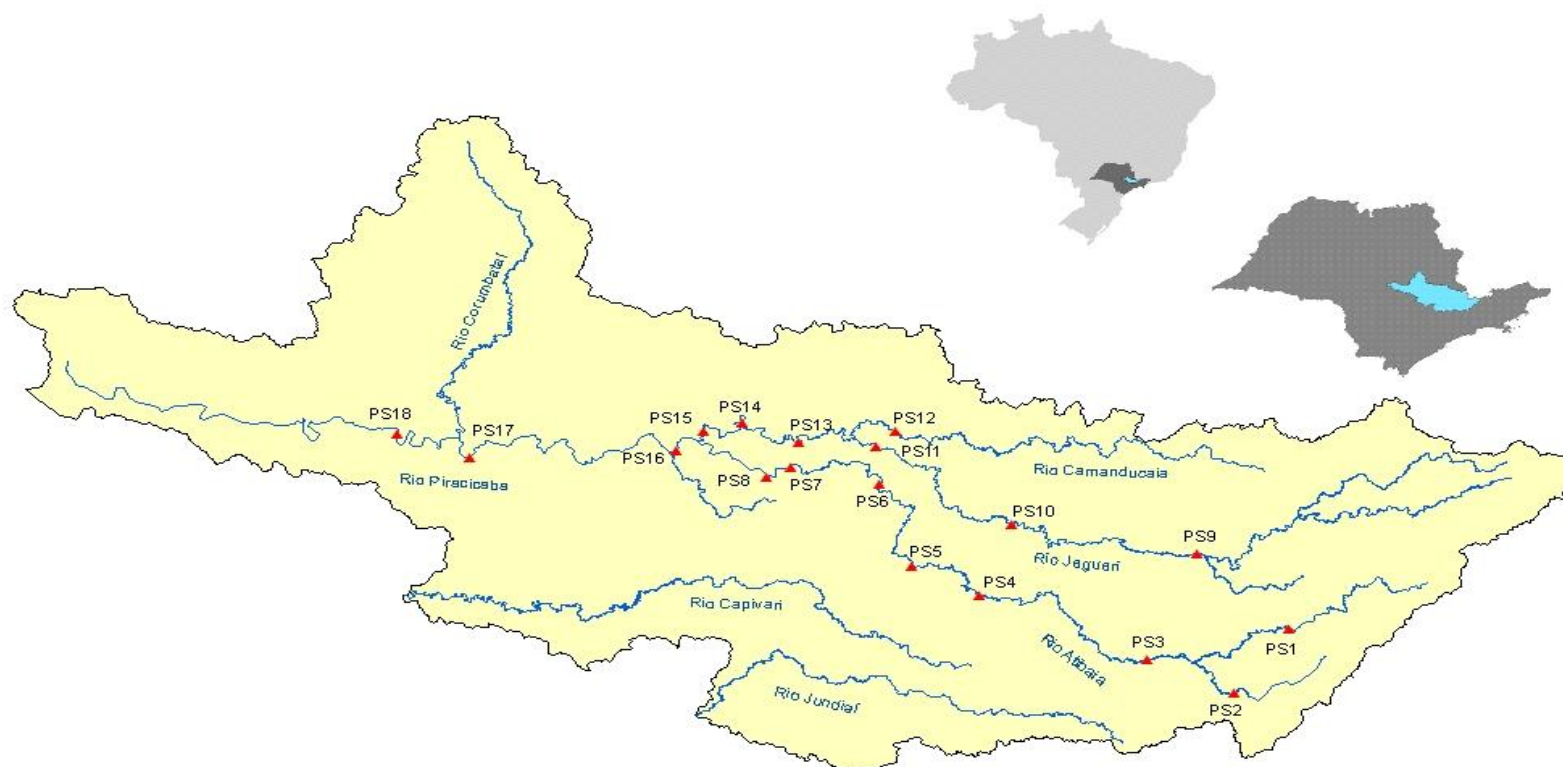 Rio Corumbataí
PS18
PS17
Rio Piracicaba
PS15
PS14
PS13
PS12
PS16
PS11
PS8
PS7
PS6
Rio Camanducaia
PS10
PS9
Rio Jaguari
PS5
PS4
Rio Capivari
PS3
PS1
Rio Atibaia
PS2
Rio Jundiaí